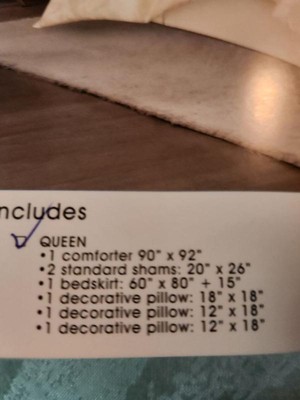 ncludes
QUEEN
•1 comforter 90" x 92"
•2 standard shams: 20" x 26"
•1 bedskirt: 60" x 80" + 15"
•1 decorative pillow: 18" x 18"
•1 decorative pillow: 12" x 18"
•1 decorative pillow: 12" x 18"